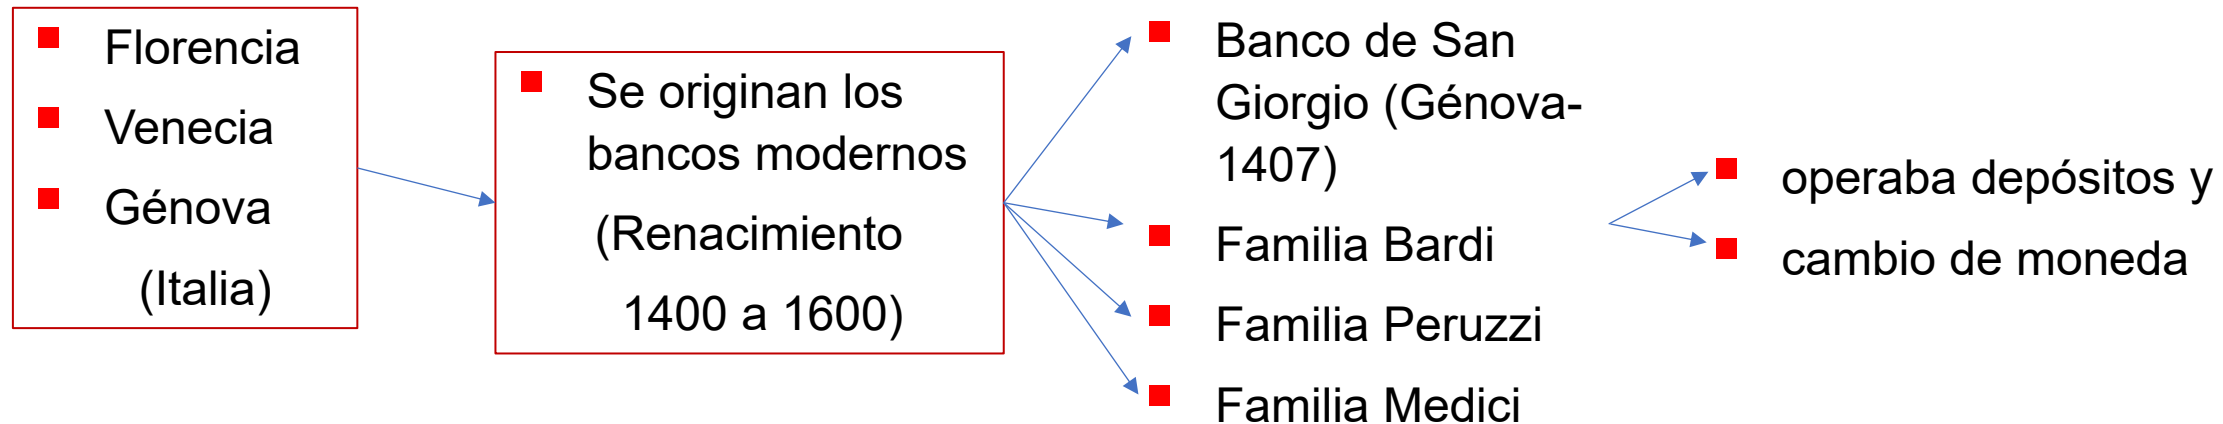 Florencia
Venecia
Génova
(Italia)
Se originan los
bancos modernos
(Renacimiento
1400 a 1600)
Banco de San
Giorgio (Génova-
1407)
Familia Bardi
Familia Peruzzi
Familia Medici
operaba depósitos y
cambio de moneda